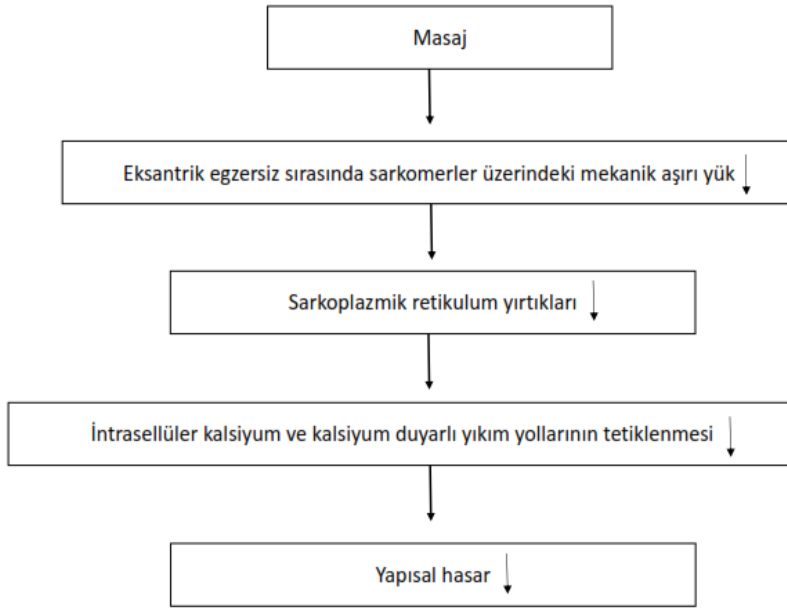 Masaj
Eksantrik egzersiz sırasında sarkomerler üzerindeki mekanik aşırı yük
Sarkoplazmik retikulum yırtıkları
İntrasellüler kalsiyum ve kalsiyum duyarlı yıkım yollarının tetiklenmesi
Yapısal hasar